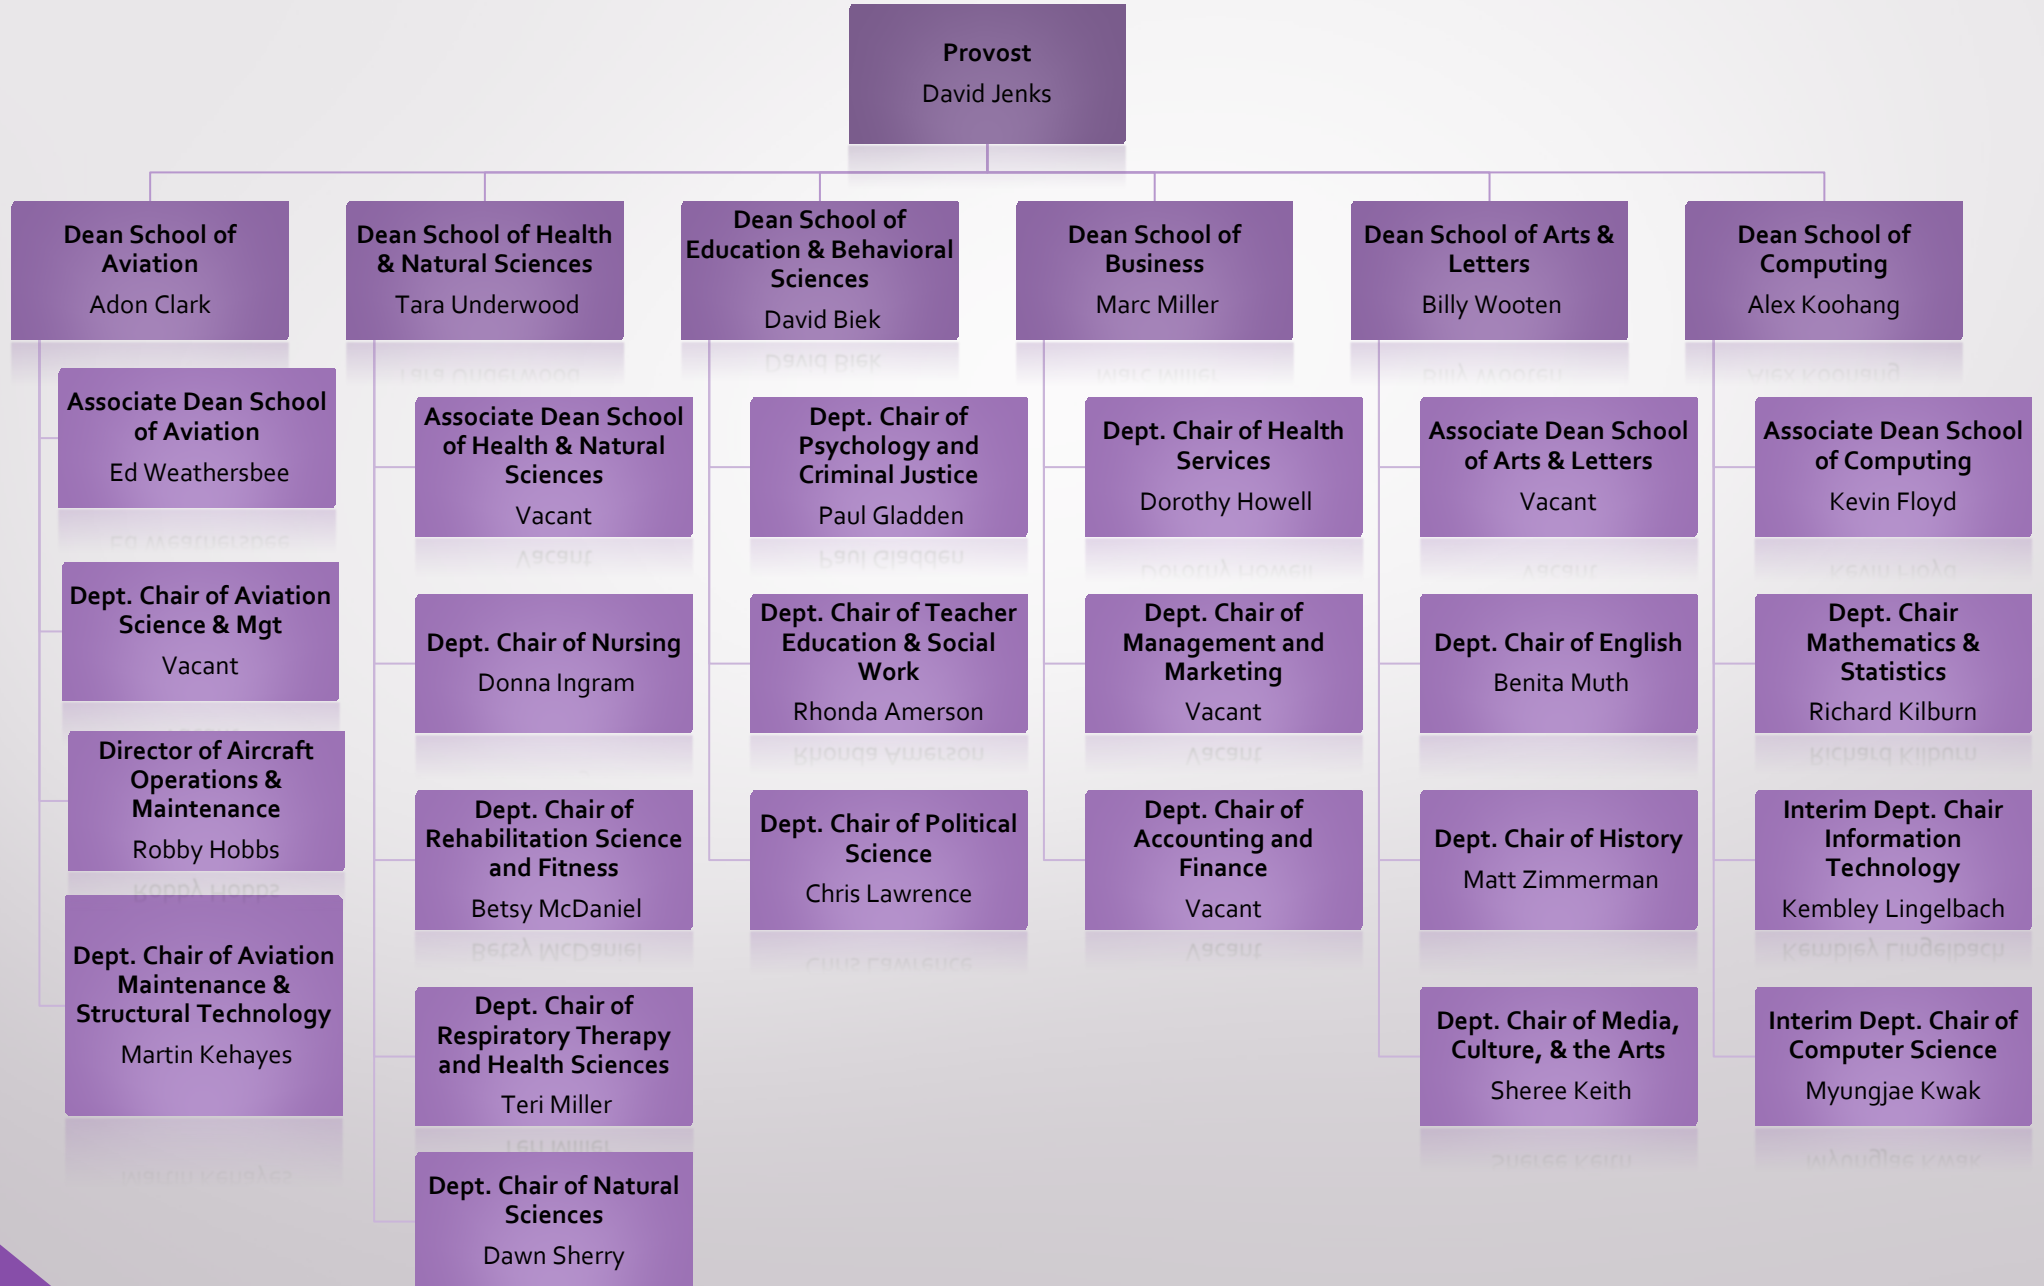 Provost
David Jenks
Dean School of
Aviation
Adon Clark
Associate Dean School
of Aviation
Ed Weathersbee
Dept. Chair of Aviation
Science & Mgt
Vacant
Director of Aircraft
Operations &
Maintenance
Robby Hobbs
Dept. Chair of Aviation
Maintenance &
Structural Technology
Martin Kehayes
Dean School of Health
& Natural Sciences
Tara Underwood
Associate Dean School
of Health & Natural
Sciences
Vacant
Dept. Chair of Nursing
Donna Ingram
Dept. Chair of
Rehabilitation Science
and Fitness
Betsy McDaniel
Dept. Chair of
Respiratory Therapy
and Health Sciences
Teri Miller
Dept. Chair of Natural
Sciences
Dawn Sherry
Dean School of
Education & Behavioral
Sciences
David Biek
Dept. Chair of
Psychology and
Criminal Justice
Paul Gladden
Dept. Chair of Teacher
Education & Social
Work
Rhonda Amerson
Dept. Chair of Political
Science
Chris Lawrence
Dean School of
Business
Marc Miller
Dept. Chair of Health
Services
Dorothy Howell
Dept. Chair of
Management and
Marketing
Vacant
Dept. Chair of
Accounting and
Finance
Vacant
Dean School of Arts &
Letters
Billy Wooten
Associate Dean School
of Arts & Letters
Vacant
Dept. Chair of English
Benita Muth
Dept. Chair of History
Matt Zimmerman
Dept. Chair of Media,
Culture, & the Arts
Sheree Keith
Dean School of
Computing
Alex Koohang
Associate Dean School
of Computing
Kevin Floyd
Dept. Chair
Mathematics &
Statistics
Richard Kilburn
Interim Dept. Chair
Information
Technology
Kembley Lingelbach
Interim Dept. Chair of
Computer Science
Myungjae Kwak